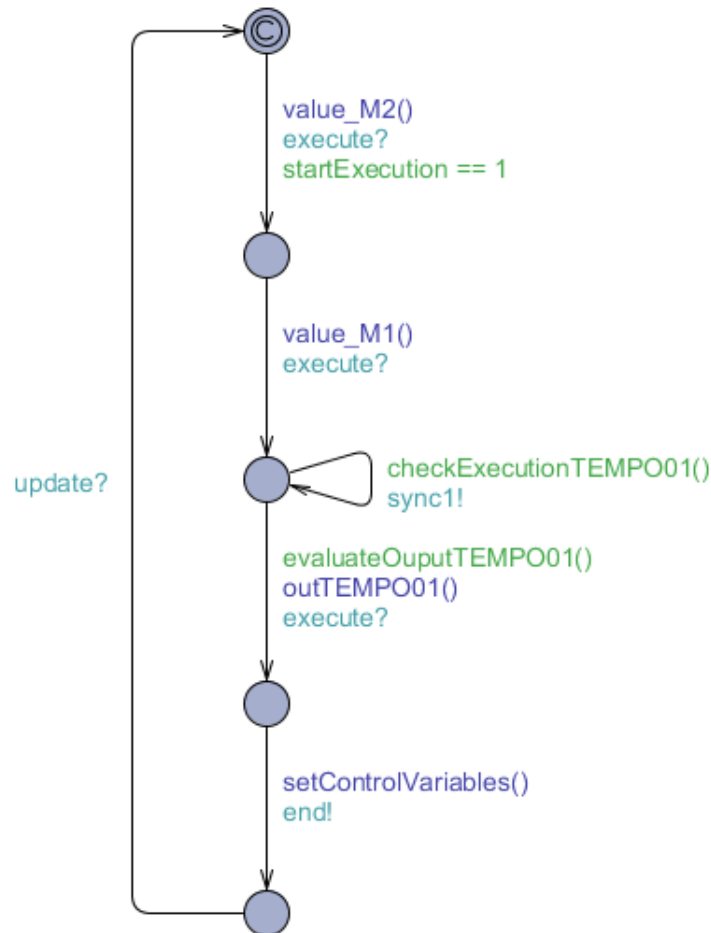 C
value_M2()
execute?
startExecution == 1
value_M1()
execute?
update?
checkExecutionTEMPO01()
sync1!
evaluateOuputTEMPO01()
outTEMPO01()
execute?
setControlVariables()
end!